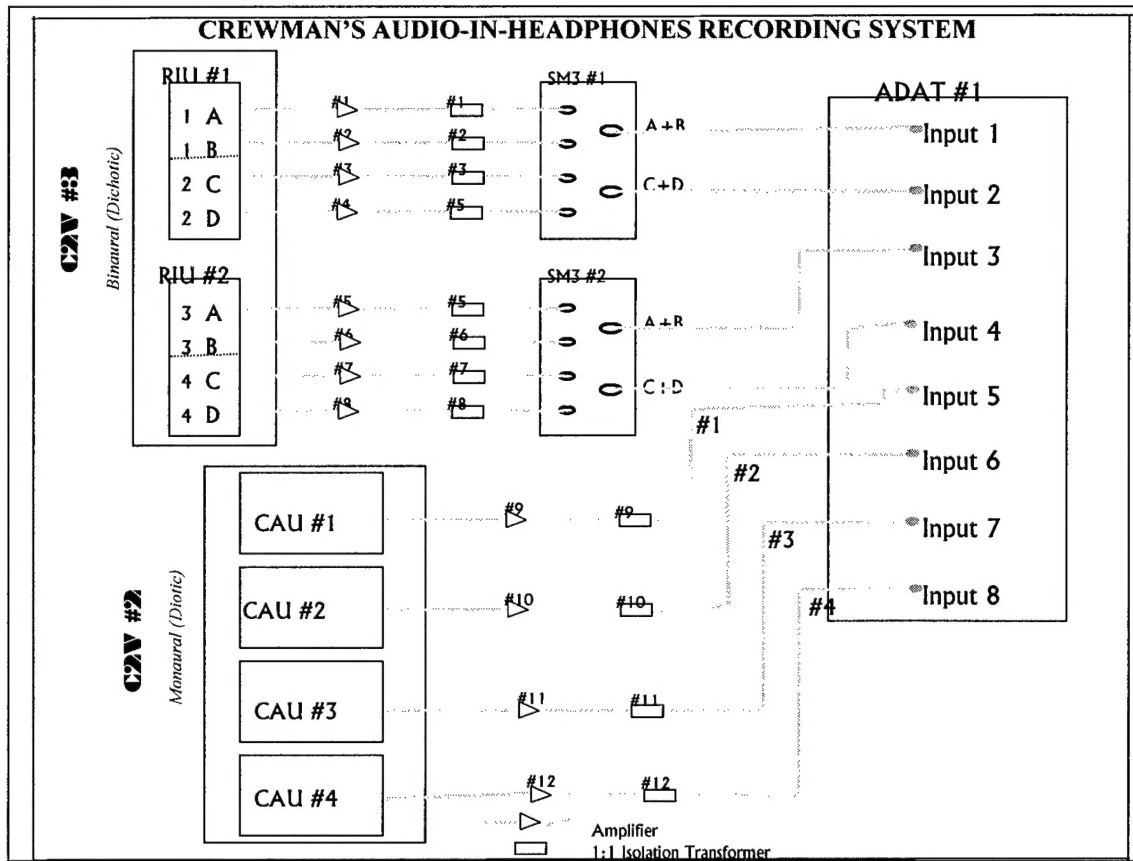 CREWMAN'S AUDIO-IN-HEADPHONES RECORDING SYSTEM
C2V #3
Binaural (Dichotic)
RIU #1
1 A
1 B
2 C
2 D
#1
#2
#3
#4
#1
#2
#3
#5
SM3 #1
A+B
C+D
RIU #2
3 A
3 B
4 C
4 D
#5
#6
#7
#8
#5
#6
#7
#8
SM3 #2
A+B
C+D
ADAT #1
Input 1
Input 2
Input 3
Input 4
Input 5
Input 6
Input 7
Input 8
#1
#2
#3
#4
C2V #2
Monaural (Diotic)
CAU #1
#9
#9
CAU #2
#10
#10
CAU #3
#11
#11
CAU #4
#12
#12
Amplifier
1:1 Isolation Transformer